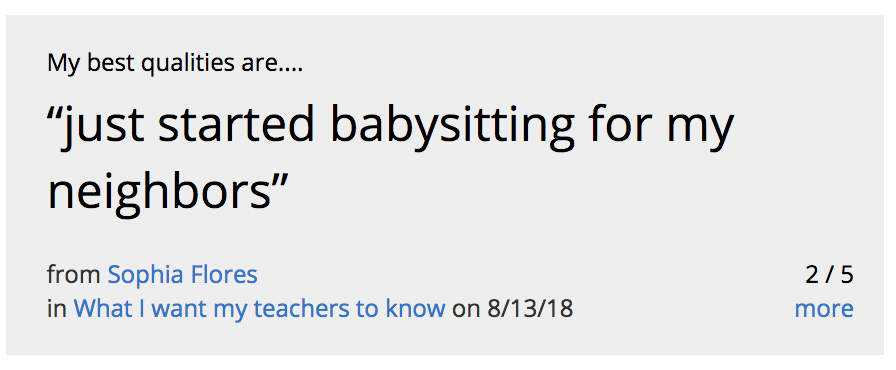 My best qualities are....
“just started babysitting for my
neighbors”
from Sophia Flores
2 / 5
in What I want my teachers to know on 8/13/18
more